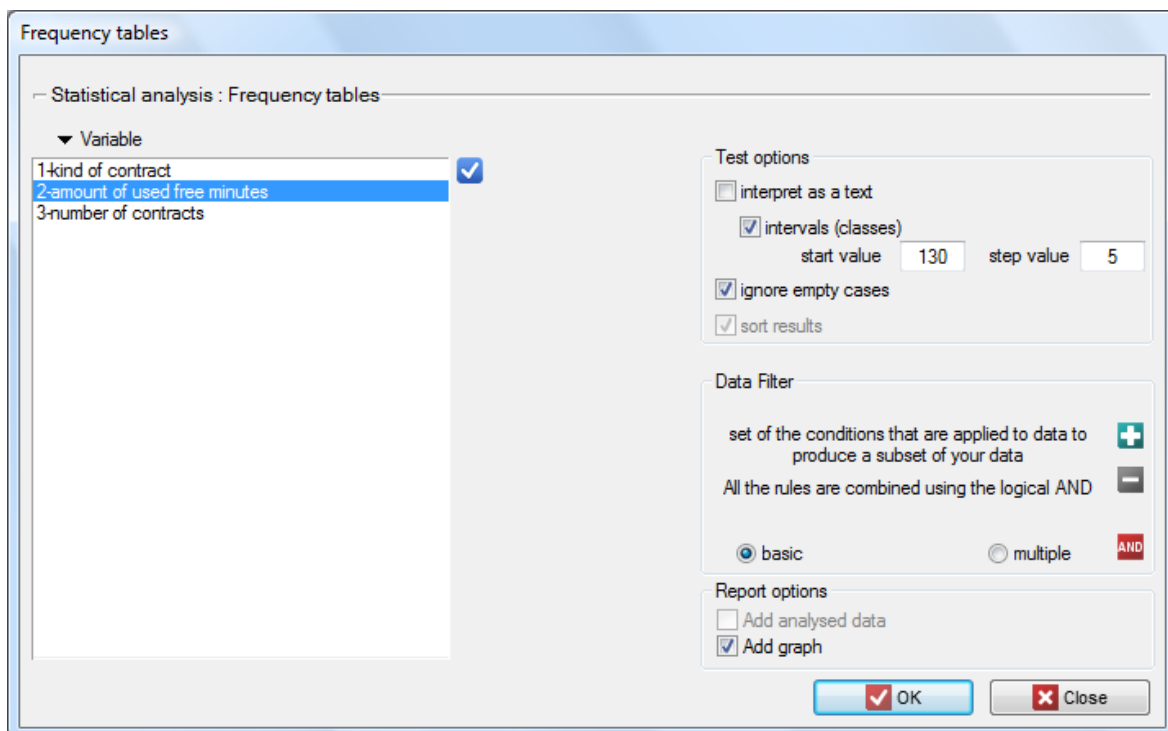 Frequency tables
Statistical analysis : Frequency tables
Variable
1-kind of contract
2-amount of used free minutes
3-number of contracts
Test options
interpret as a text
intervals (classes)
start value 130 step value 5
ignore empty cases
sort results
Data Filter
set of the conditions that are applied to data to
produce a subset of your data
All the rules are combined using the logical AND
basic multiple AND
Report options
Add analysed data
Add graph
OK Close